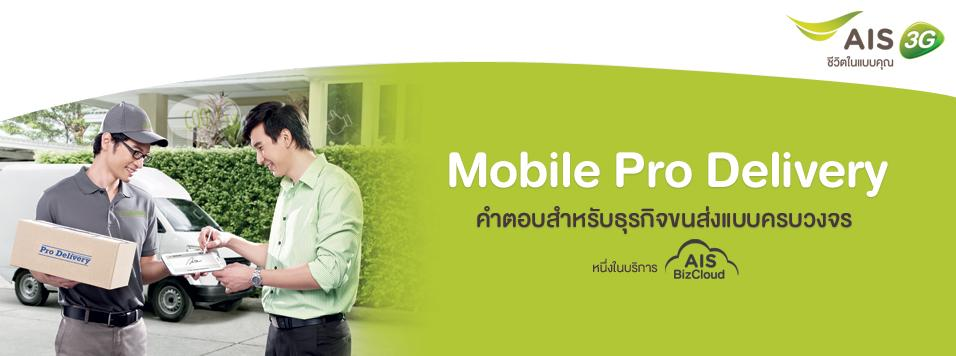 AIS 3G
ชีวิตในแบบคุณ
Mobile Pro Delivery
คำตอบสำหรับธุรกิจขนส่งแบบครบวงจร
หนึ่งในบริการ AIS
BizCloud
Pro Delivery